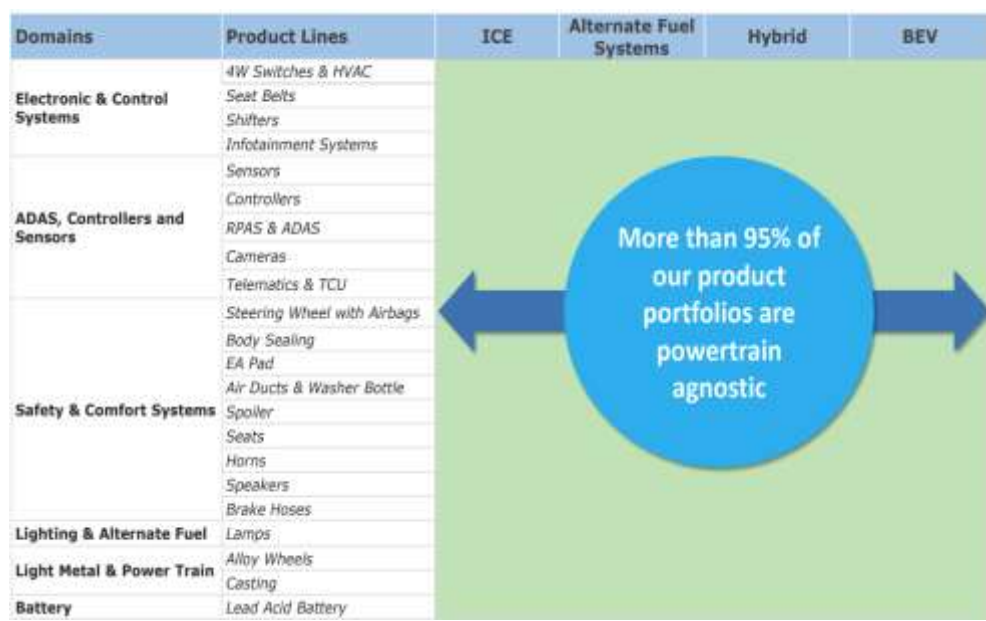 Domains Product Lines ICE Alternate Fuel Systems Hybrid BEV
Electronic & Control Systems
4W Switches & HVAC
Seat Belts
Shifters
Infotainment Systems
ADAS, Controllers and Sensors
Sensors
Controllers
RPAS & ADAS
Cameras
Telematics & TCU
Safety & Comfort Systems
Steering Wheel with Airbags
Body Sealing
EA Pad
Air Ducts & Washer Bottle
Spoiler
Seats
Horns
Speakers
Brake Hoses
Lighting & Alternate Fuel
Lamps
Light Metal & Power Train
Alloy Wheels
Casting
Battery
Lead Acid Battery
More than 95% of
our product
portfolios are
powertrain
agnostic